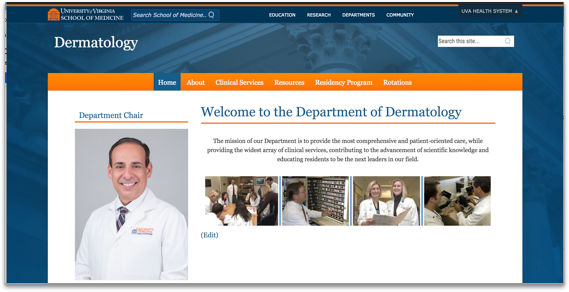 UNIVERSITY of VIRGINIA
SCHOOL OF MEDICINE
Search School of Medicine..
EDUCATION RESEARCH DEPARTMENTS COMMUNITY
UVA HEALTH SYSTEM ▲
Dermatology
Search this site...
Home About Clinical Services Resources Residency Program Rotations
Department Chair
Welcome to the Department of Dermatology
The mission of our Department is to provide the most comprehensive and patient-oriented care, while
providing the widest array of clinical services, contributing to the advancement of scientific knowledge and
educating residents to be the next leaders in our field.
(Edit)